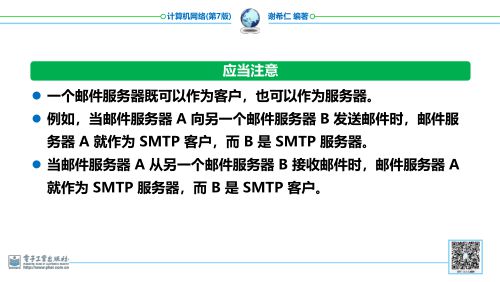 计算机网络(第7版)
谢希仁 编著
应当注意
一个邮件服务器既可以作为客户，也可以作为服务器。
例如，当邮件服务器 A 向另一个邮件服务器 B 发送邮件时，邮件服
务器 A 就作为 SMTP 客户，而 B 是 SMTP 服务器。
当邮件服务器 A 从另一个邮件服务器 B 接收邮件时，邮件服务器 A
就作为 SMTP 服务器，而 B 是 SMTP 客户。
电子工业出版社
http://www.phei.com.cn